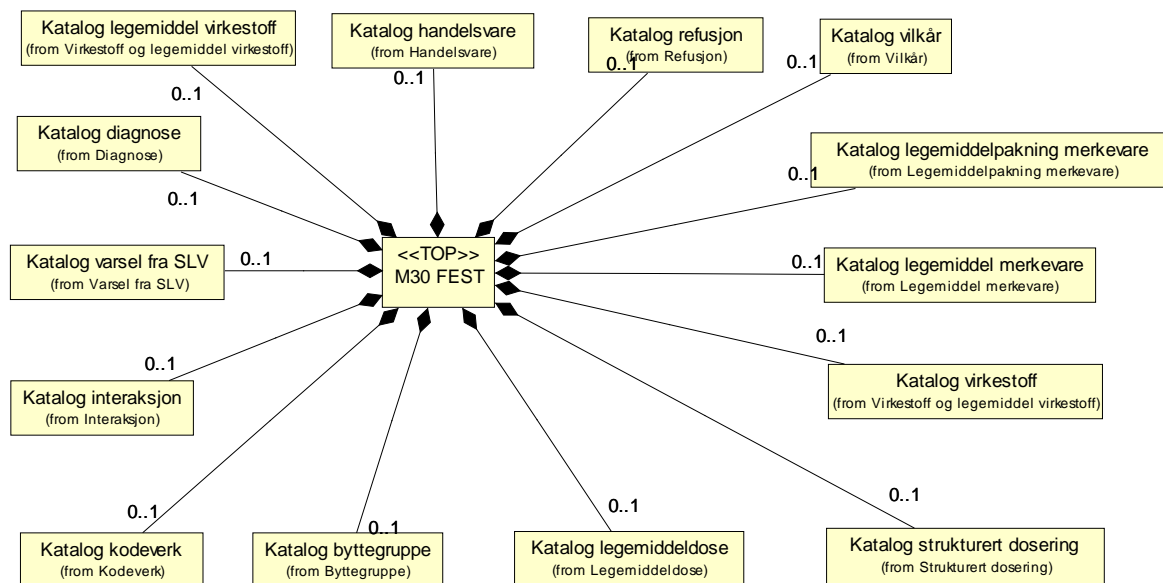 Katalog legemiddel virkestoff
(from Virkestoff og legemiddel virkestoff)
0..1
Katalog handelsvare
(from Handelsvare)
0..1
Katalog refusjon
(from Refusjon)
0..1
Katalog vilkår
(from Vilkår)
0..1
Katalog diagnose
(from Diagnose)
0..1
Katalog legemiddelpakning merkevare
(from Legemiddelpakning merkevare)
0..1
<<TOP>>
M30 FEST
Katalog varsel fra SLV
(from Varsel fra SLV)
0..1
Katalog legemiddel merkevare
(from Legemiddel merkevare)
0..1
Katalog interaksjon
(from Interaksjon)
0..1
Katalog virkestoff
(from Virkestoff og legemiddel virkestoff)
0..1
Katalog kodeverk
(from Kodeverk)
0..1
Katalog byttegruppe
(from Byttegruppe)
0..1
Katalog legemiddeldose
(from Legemiddeldose)
0..1
Katalog strukturert dosering
(from Strukturert dosering)
0..1